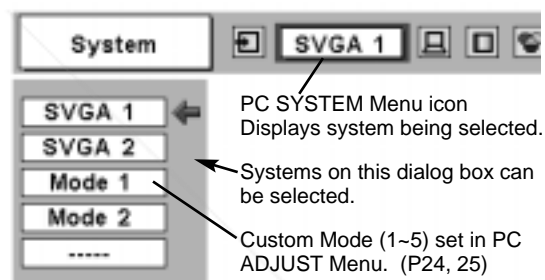 System
SVGA 1
PC SYSTEM Menu icon
Displays system being selected.
SVGA 1
SVGA 2
Mode 1
Mode 2
-----
Systems on this dialog box can
be selected.
Custom Mode (1~5) set in PC
ADJUST Menu. (P24, 25)